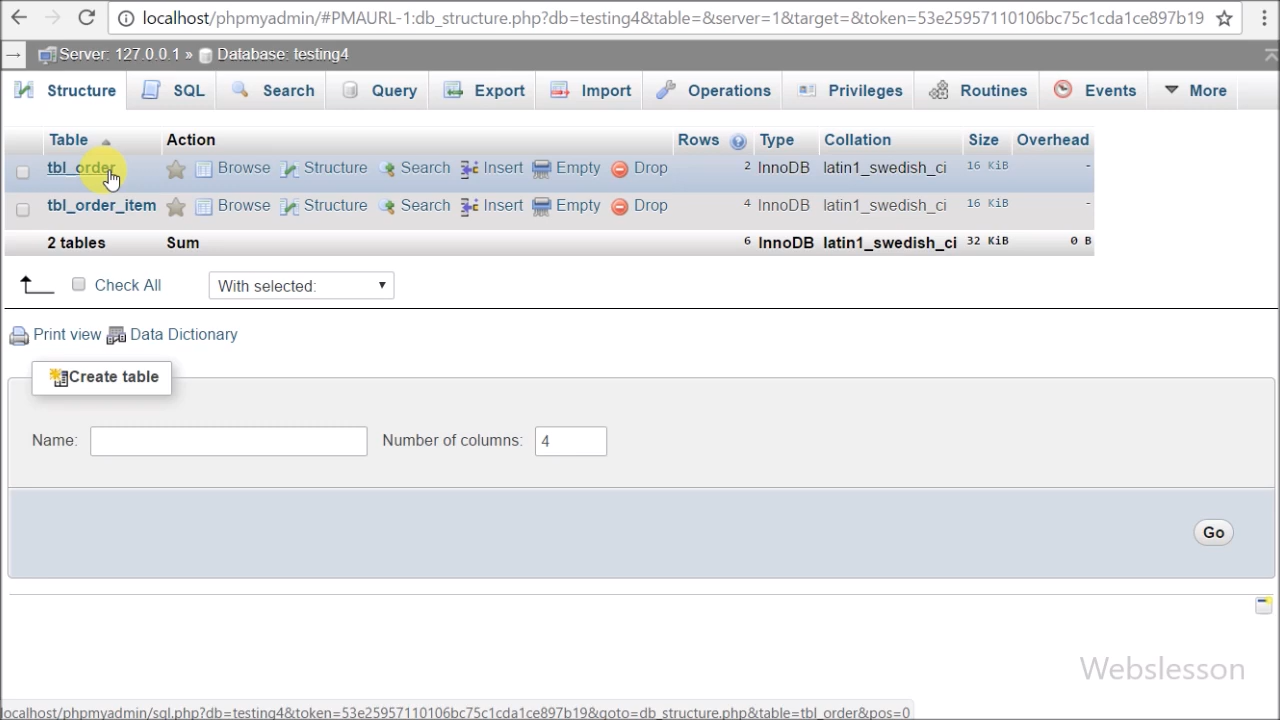 localhost/phpmyadmin/#PMAURL-1:db_structure.php?db=testing4&table=&server=1&target=&token=53e25957110106bc75c1cda1ce897b19
Server: 127.0.0.1 » Database: testing4
Structure SQL Search Query Export Import Operations Privileges Routines Events More
Table Action Rows Type Collation Size Overhead
tbl_order Browse Structure Search Insert Empty Drop 2 InnoDB latin1_swedish_ci 16 KiB -
tbl_order_item Browse Structure Search Insert Empty Drop 4 InnoDB latin1_swedish_ci 16 KiB -
2 tables Sum 6 InnoDB latin1_swedish_ci 32 KiB 0 B
Check All With selected:
Print view Data Dictionary
Create table
Name: Number of columns: 4
Go
Webslesson
localhost/phpmyadmin/sql.php?db=testing4&token=53e25957110106bc75c1cda1ce897b19&goto=db_structure.php&table=tbl_order&pos=0